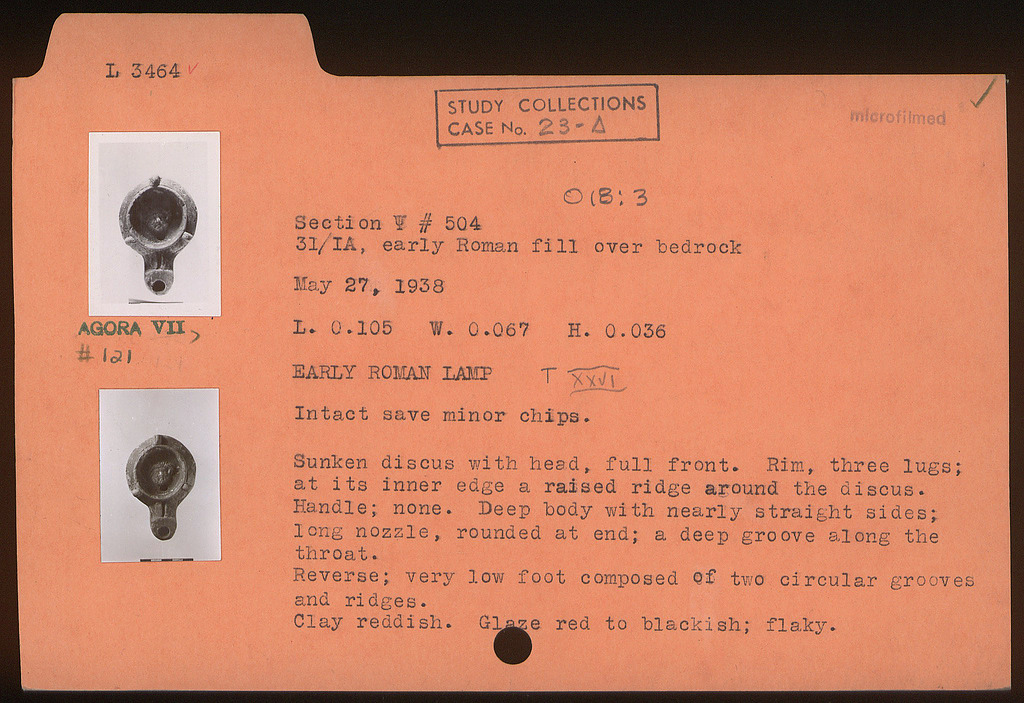 L 3464 ✓
STUDY COLLECTIONS
CASE No. 23-Δ
microfilmed
O 18:3
Section Ψ # 504
31/IA, early Roman fill over bedrock
May 27, 1938
L. 0.105 W. 0.067 H. 0.036
AGORA VII,
# 121
EARLY ROMAN LAMP T XXVI
Intact save minor chips.
Sunken discus with head, full front. Rim, three lugs;
at its inner edge a raised ridge around the discus.
Handle; none. Deep body with nearly straight sides;
long nozzle, rounded at end; a deep groove along the
throat.
Reverse; very low foot composed of two circular grooves
and ridges.
Clay reddish. Glaze red to blackish; flaky.